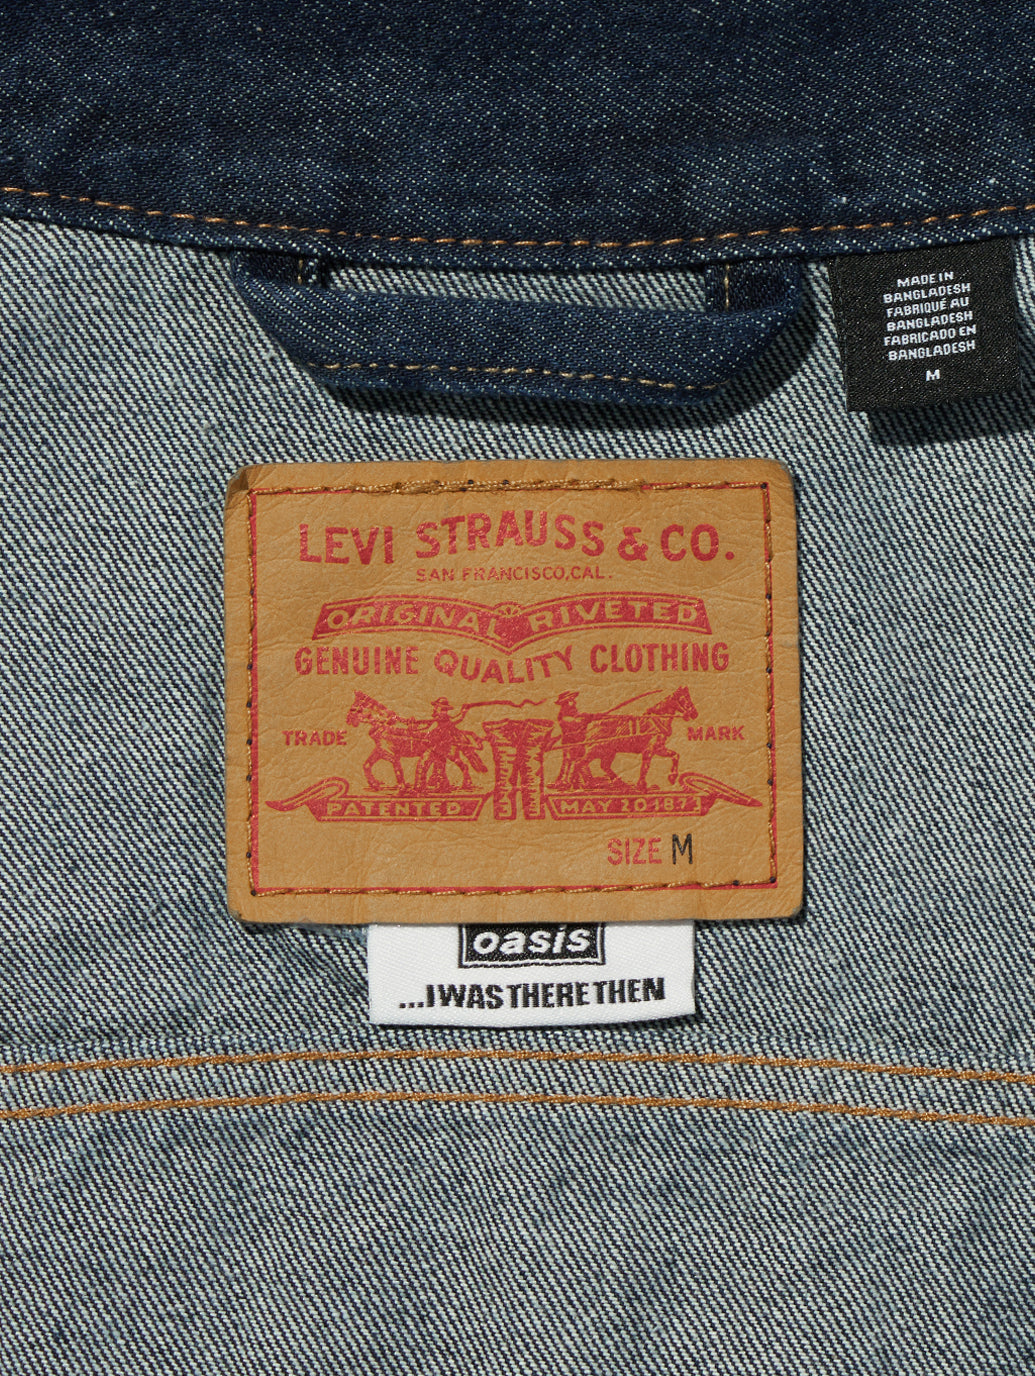 MADE IN
BANGLADESH
FABRIQUÉ AU
BANGLADESH
FABRICADO EN
BANGLADESH
M
LEVI STRAUSS & CO.
SAN FRANCISCO, CAL.
ORIGINAL RIVETED
GENUINE QUALITY CLOTHING
TRADE MARK
PATENTED MAY 20 1873
SIZE M
oasis
...I WAS THERE THEN